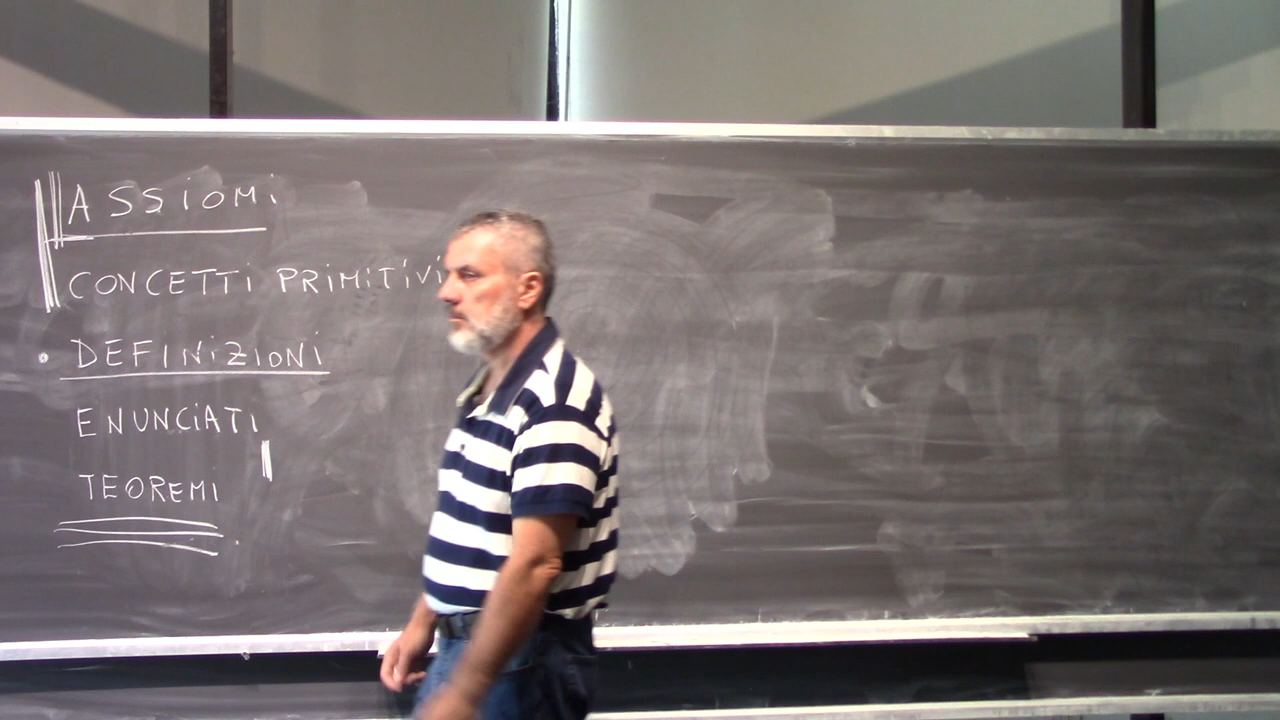 ASSIOMI
CONCETTI PRIMITIVI
DEFINIZIONI
ENUNCIATI
TEOREMI